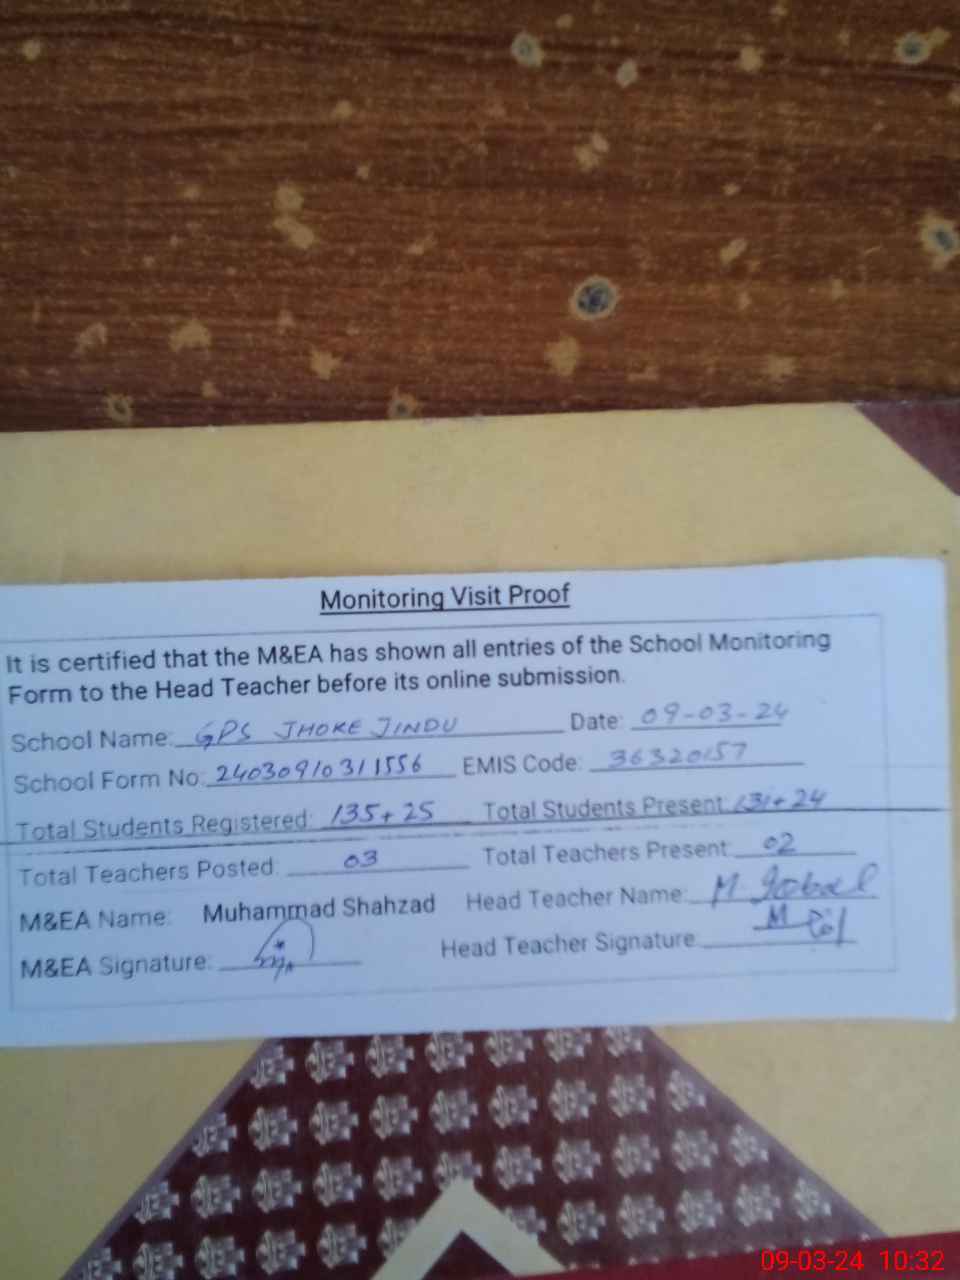 Monitoring Visit Proof
It is certified that the M&EA has shown all entries of the School Monitoring
Form to the Head Teacher before its online submission.
School Name: GPS JHOKE JINDU Date: 09-03-24
School Form No: 24030910311556 EMIS Code: 36320157
Total Students Registered: 135+25 Total Students Present: 131+24
Total Teachers Posted: 03 Total Teachers Present: 02
M&EA Name: Muhammad Shahzad Head Teacher Name: M. Iqbal
M&EA Signature: Head Teacher Signature:
09-03-24 10:32